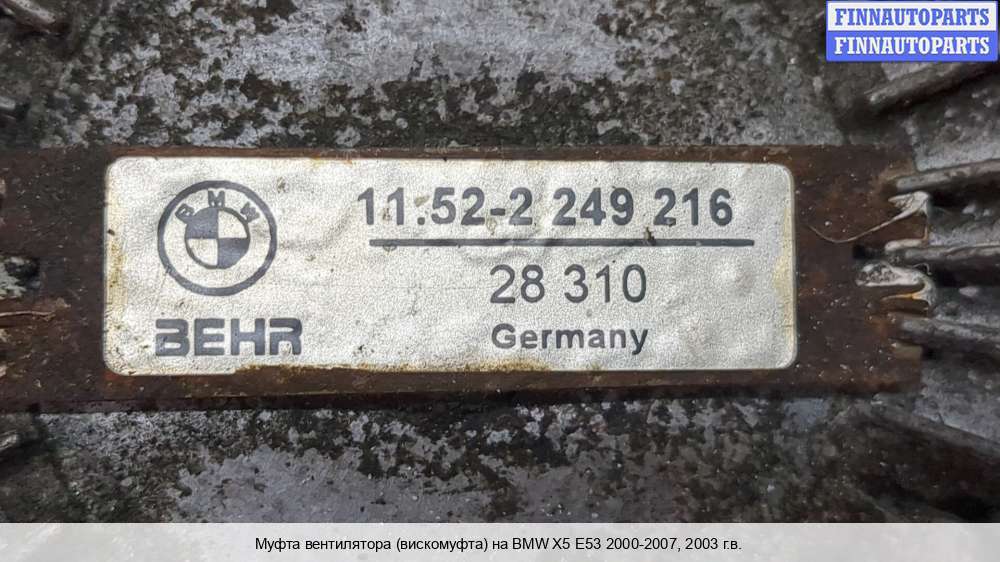 FINNAUTOPARTS
FINNAUTOPARTS
BMW
11.52-2 249 216
28 310
BEHR
Germany
Муфта вентилятора (вискомуфта) на BMW X5 E53 2000-2007, 2003 г.в.